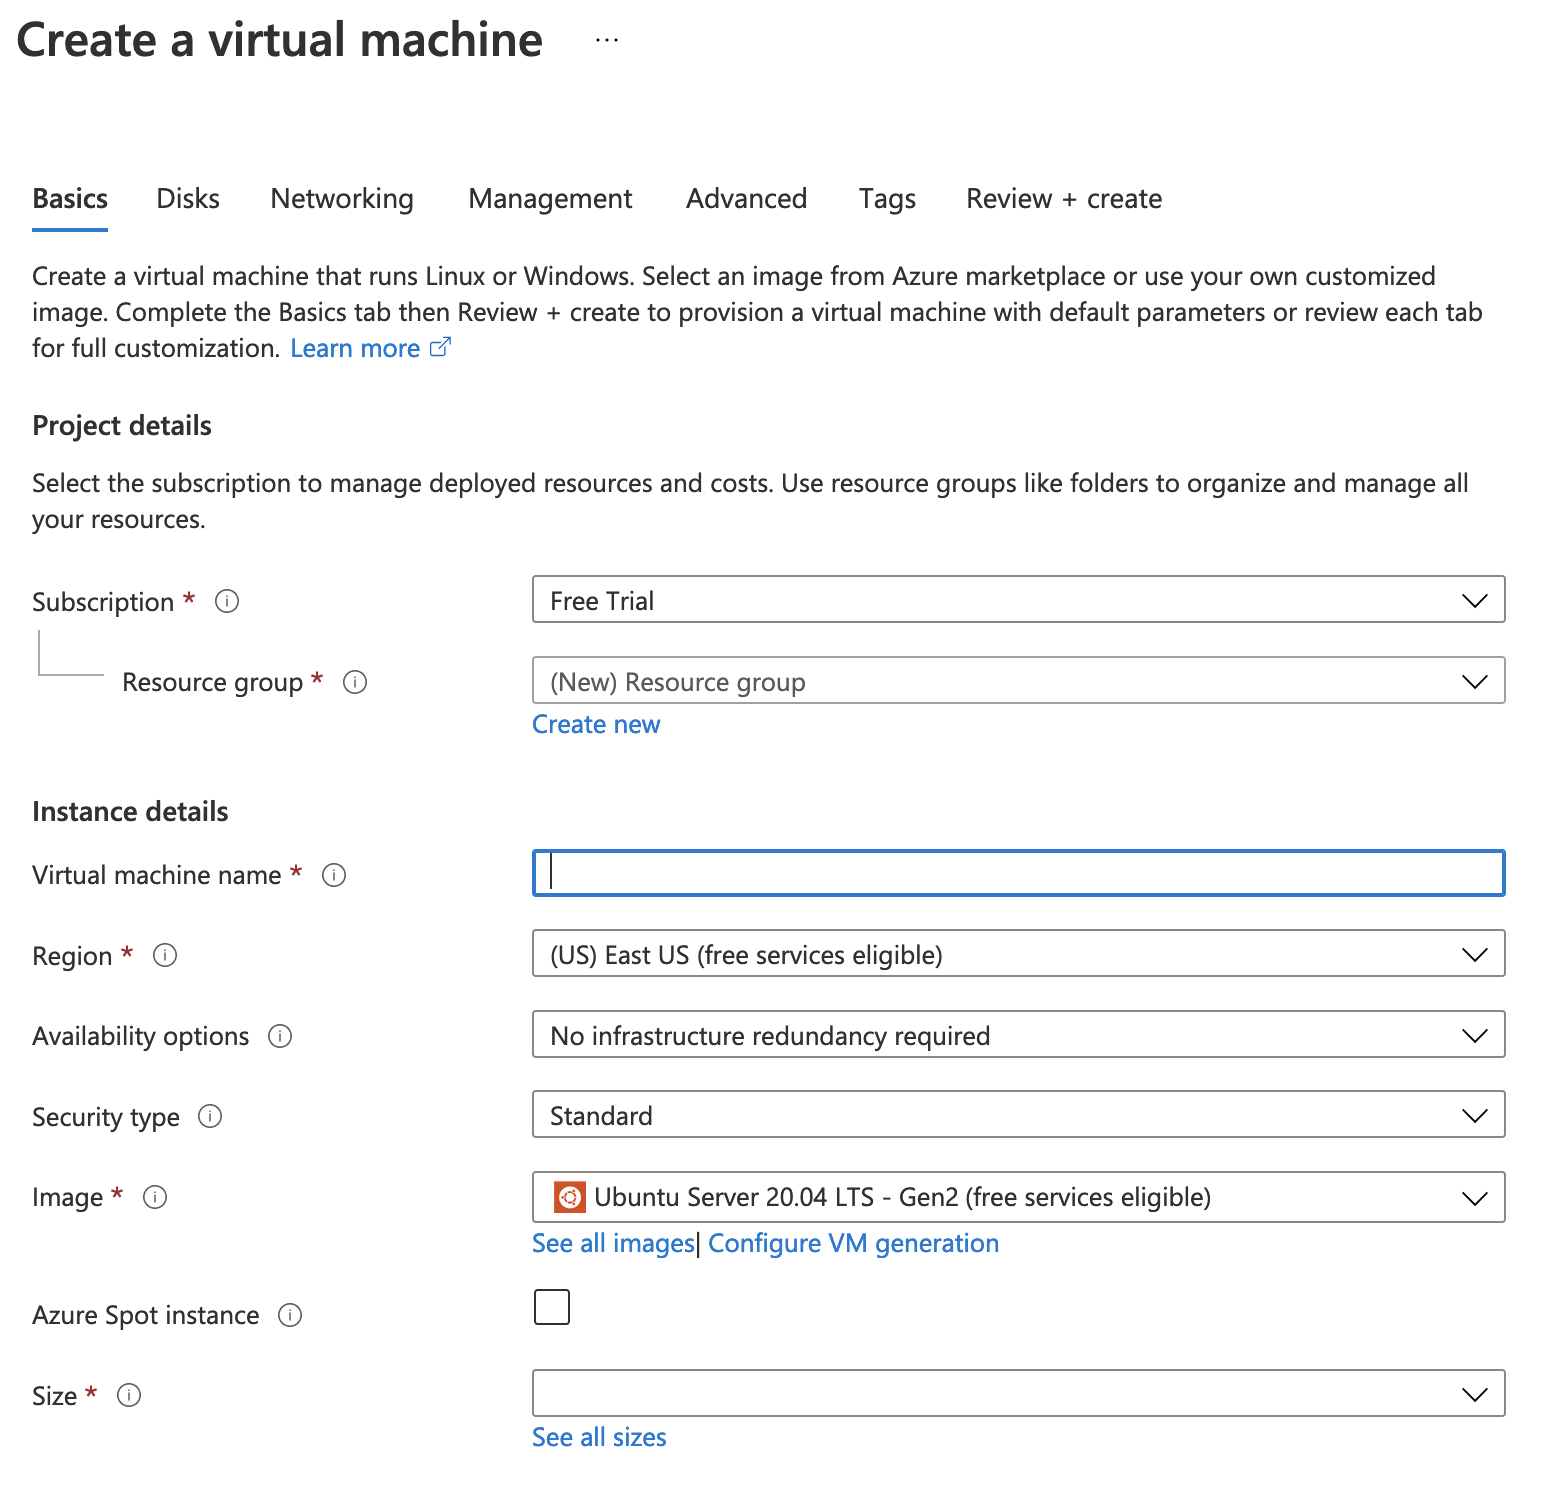 Create a virtual machine ...
Basics Disks Networking Management Advanced Tags Review + create
Create a virtual machine that runs Linux or Windows. Select an image from Azure marketplace or use your own customized
image. Complete the Basics tab then Review + create to provision a virtual machine with default parameters or review each tab
for full customization. Learn more
Project details
Select the subscription to manage deployed resources and costs. Use resource groups like folders to organize and manage all
your resources.
Subscription * Free Trial
Resource group * (New) Resource group
Create new
Instance details
Virtual machine name *
Region * (US) East US (free services eligible)
Availability options No infrastructure redundancy required
Security type Standard
Image * Ubuntu Server 20.04 LTS - Gen2 (free services eligible)
See all images| Configure VM generation
Azure Spot instance
Size *
See all sizes